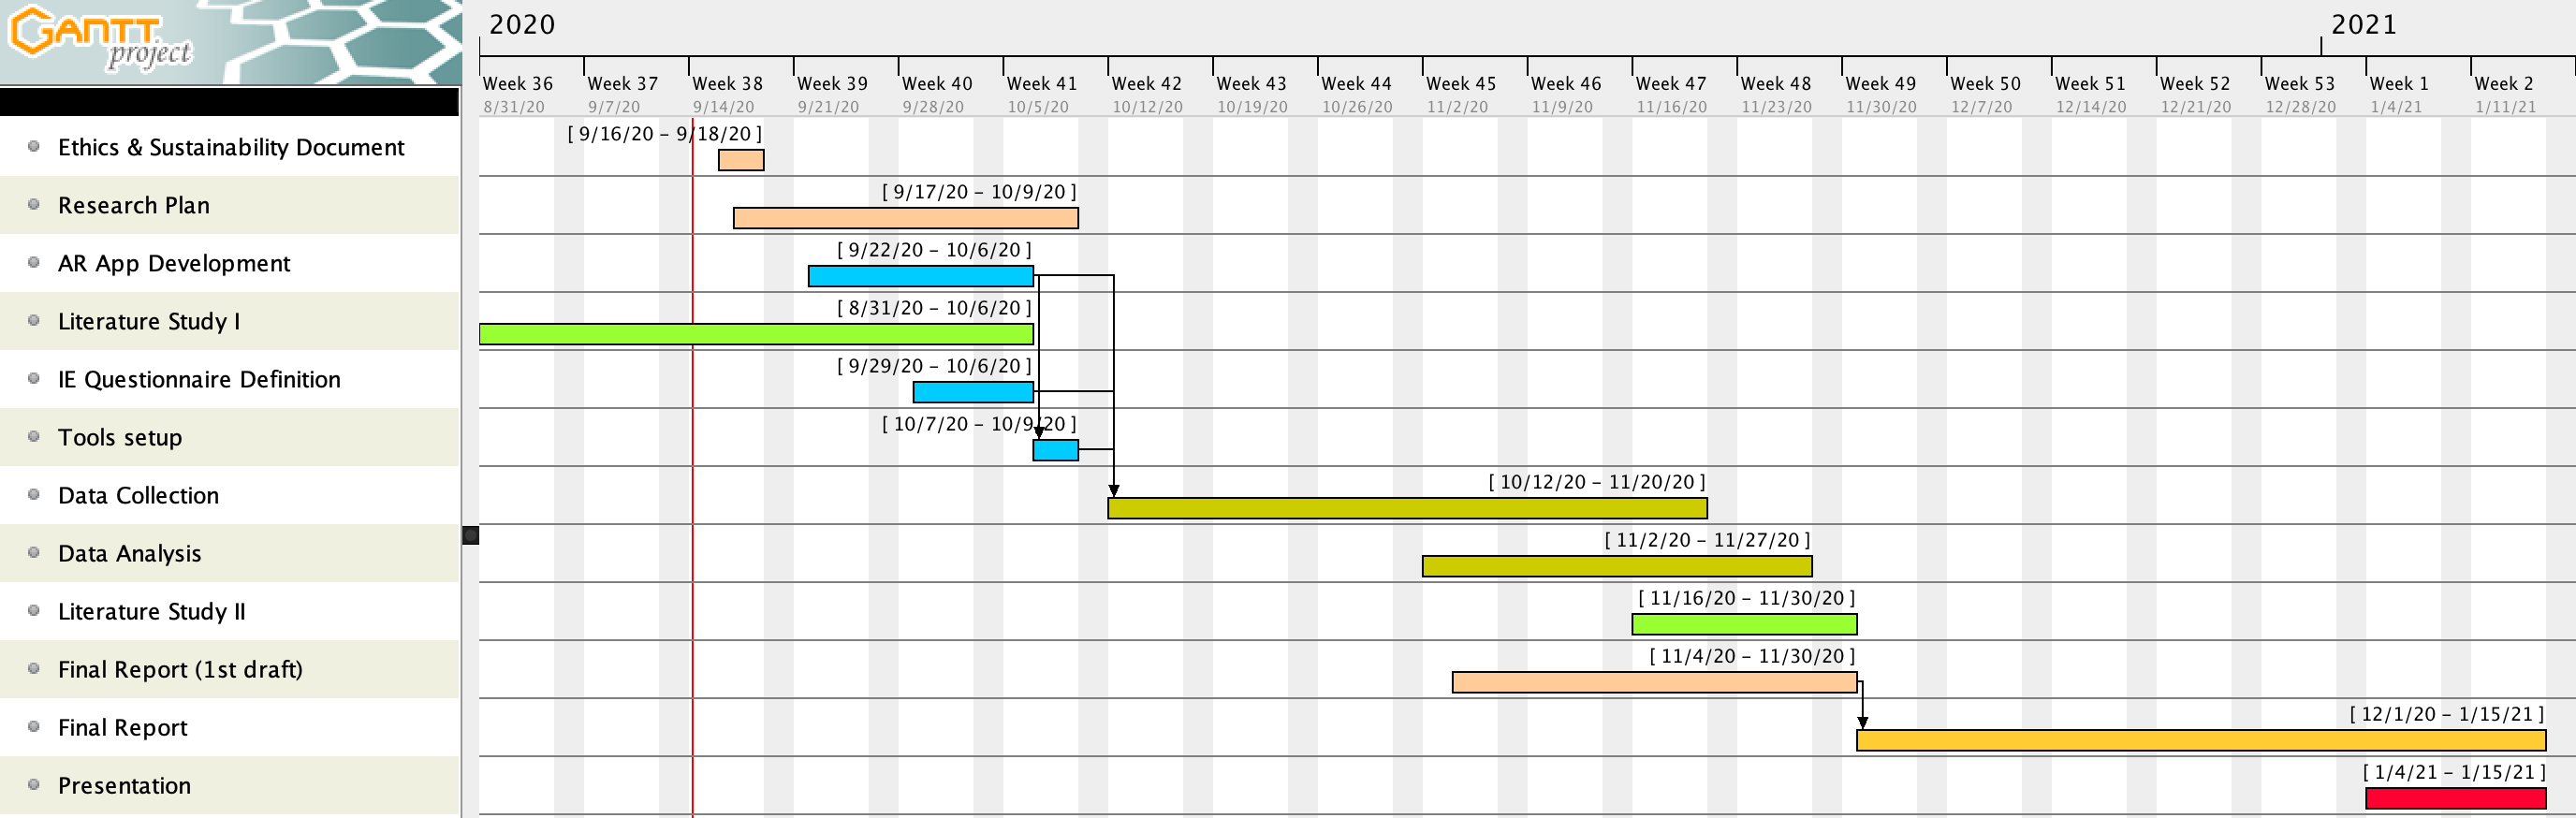 GANTT
project
2020
2021
Week 36 Week 37 Week 38 Week 39 Week 40 Week 41 Week 42 Week 43 Week 44 Week 45 Week 46 Week 47 Week 48 Week 49 Week 50 Week 51 Week 52 Week 53 Week 1 Week 2
8/31/20 9/7/20 9/14/20 9/21/20 9/28/20 10/5/20 10/12/20 10/19/20 10/26/20 11/2/20 11/9/20 11/16/20 11/23/20 11/30/20 12/7/20 12/14/20 12/21/20 12/28/20 1/4/21 1/11/21
Ethics & Sustainability Document [ 9/16/20 - 9/18/20 ]
Research Plan [ 9/17/20 - 10/9/20 ]
AR App Development [ 9/22/20 - 10/6/20 ]
Literature Study I [ 8/31/20 - 10/6/20 ]
IE Questionnaire Definition [ 9/29/20 - 10/6/20 ]
Tools setup [ 10/7/20 - 10/9/20 ]
Data Collection [ 10/12/20 - 11/20/20 ]
Data Analysis [ 11/2/20 - 11/27/20 ]
Literature Study II [ 11/16/20 - 11/30/20 ]
Final Report (1st draft) [ 11/4/20 - 11/30/20 ]
Final Report [ 12/1/20 - 1/15/21 ]
Presentation [ 1/4/21 - 1/15/21 ]